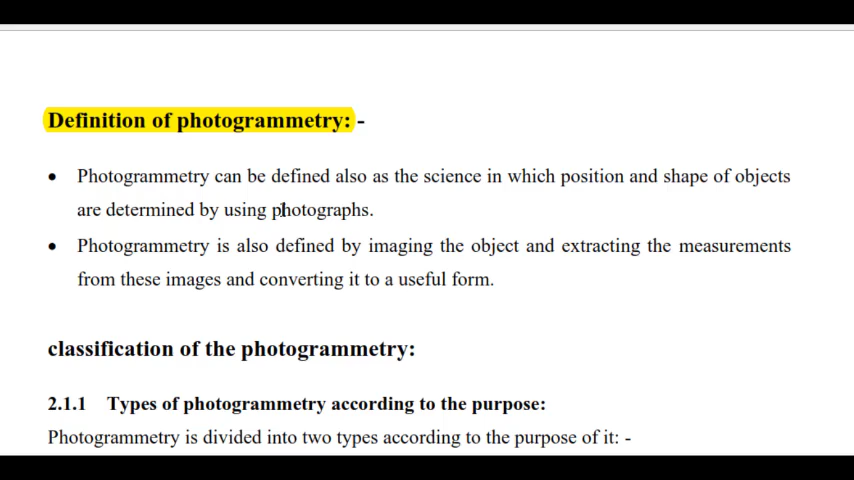 Definition of photogrammetry: -
• Photogrammetry can be defined also as the science in which position and shape of objects
are determined by using photographs.
• Photogrammetry is also defined by imaging the object and extracting the measurements
from these images and converting it to a useful form.
classification of the photogrammetry:
2.1.1 Types of photogrammetry according to the purpose:
Photogrammetry is divided into two types according to the purpose of it: -